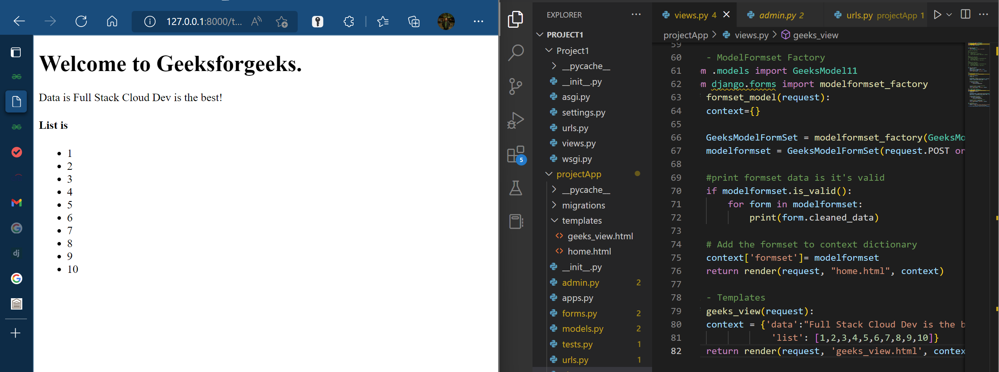 127.0.0.1:8000/t...
Welcome to Geeksforgeeks.
Data is Full Stack Cloud Dev is the best!
List is
1
2
3
4
5
6
7
8
9
10
dj
5
EXPLORER
PROJECT1
Project1
__pycache__
__init__.py
asgi.py
settings.py
urls.py
views.py
wsgi.py
projectApp
__pycache__
migrations
templates
geeks_view.html
home.html
__init__.py
admin.py 2
apps.py
forms.py 2
models.py 2
tests.py 1
urls.py 1
views.py 4
admin.py 2
urls.py projectApp 1
projectApp > views.py > geeks_view
59
60 - ModelFormset Factory
61 m .models import GeeksModel11
62 m django.forms import modelformset_factory
63 formset_model(request):
64 context={}
65
66 GeeksModelFormSet = modelformset_factory(GeeksMo
67 modelformset = GeeksModelFormSet(request.POST or
68
69 #print formset data is it's valid
70 if modelformset.is_valid():
71 for form in modelformset:
72 print(form.cleaned_data)
73
74 # Add the formset to context dictionary
75 context['formset']= modelformset
76 return render(request, "home.html", context)
77
78 - Templates
79 geeks_view(request):
80 context = {'data':"Full Stack Cloud Dev is the b
81 'list': [1,2,3,4,5,6,7,8,9,10]}
82 return render(request, 'geeks_view.html', contex